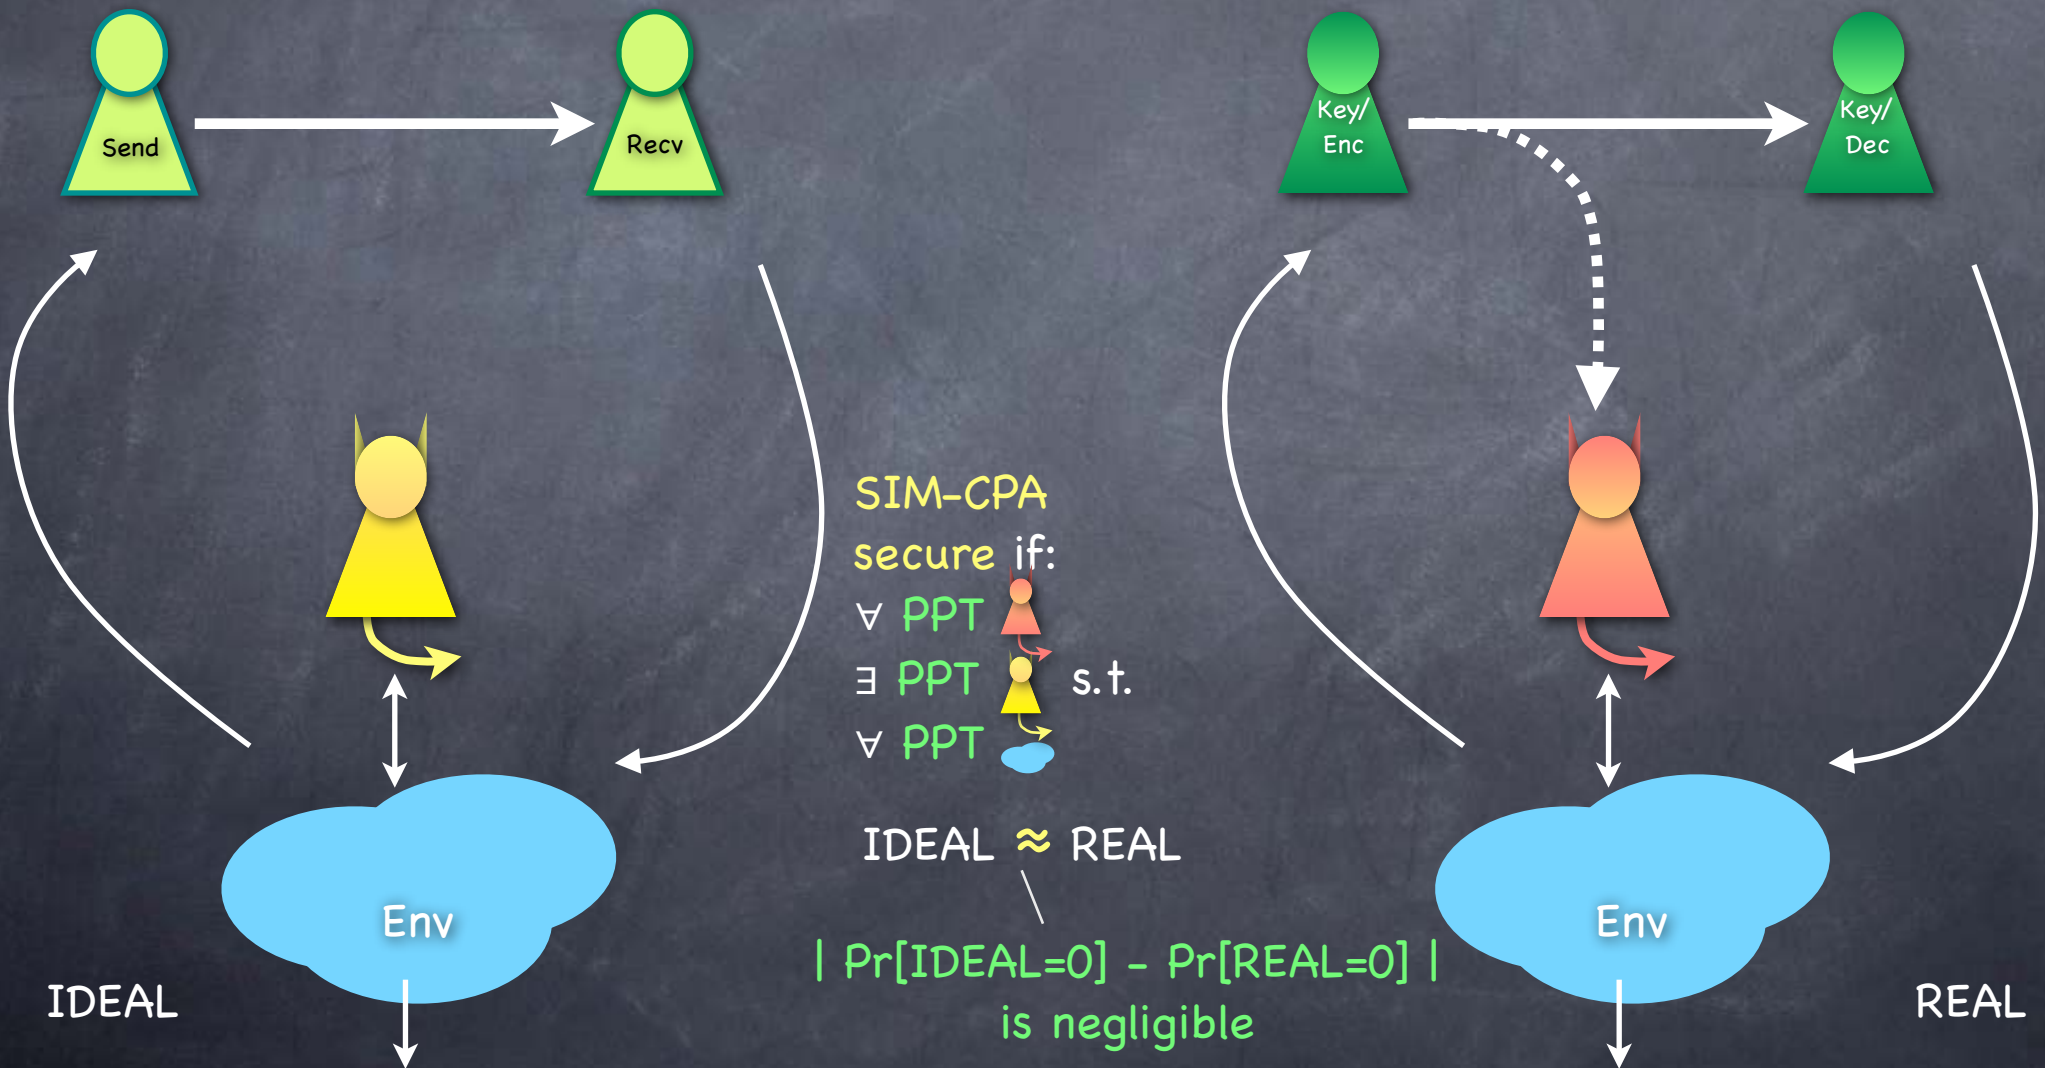 Send
Recv
Key/
Enc
Key/
Dec
SIM-CPA
secure if:
∀ PPT
∃ PPT s.t.
∀ PPT
IDEAL ≈ REAL
Env
Env
| Pr[IDEAL=0] - Pr[REAL=0] |
is negligible
IDEAL
REAL